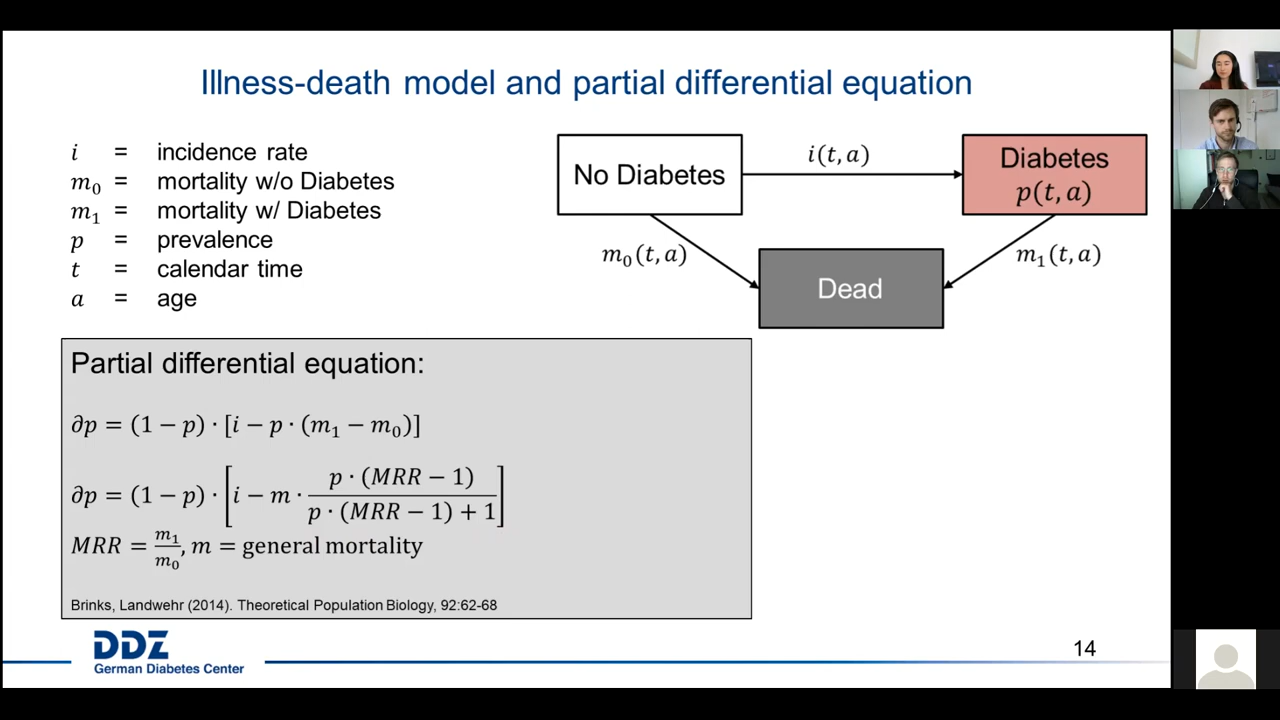 Illness-death model and partial differential equation
i = incidence rate
m₀ = mortality w/o Diabetes
m₁ = mortality w/ Diabetes
p = prevalence
t = calendar time
a = age
No Diabetes
i(t, a)
Diabetes
p(t, a)
m₀(t, a)
m₁(t, a)
Dead
Partial differential equation:
∂p = (1 − p) · [i − p · (m₁ − m₀)]
∂p = (1 − p) · [i − m · (p · (MRR − 1))/(p · (MRR − 1) + 1)]
MRR = m₁/m₀, m = general mortality
Brinks, Landwehr (2014). Theoretical Population Biology, 92:62-68
DDZ
German Diabetes Center
14